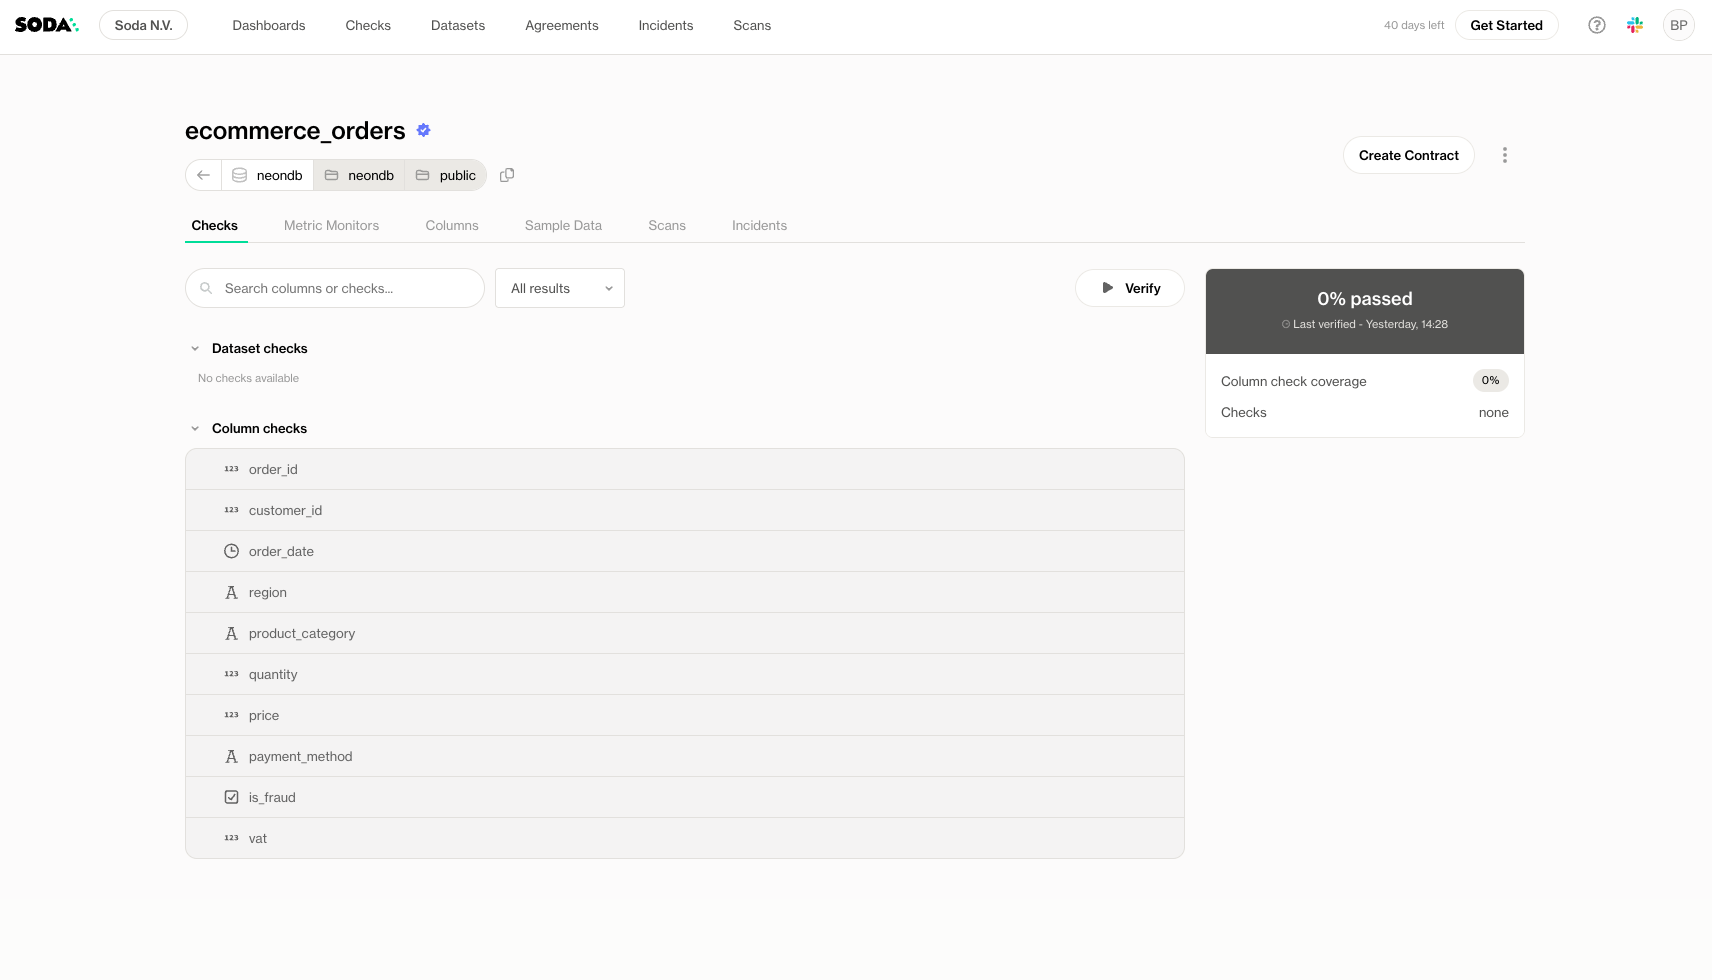 SODA
Soda N.V.
Dashboards
Checks
Datasets
Agreements
Incidents
Scans
40 days left
Get Started
BP
ecommerce_orders
neondb
neondb
public
Create Contract
Checks
Metric Monitors
Columns
Sample Data
Scans
Incidents
Search columns or checks...
All results
Verify
0% passed
Last verified - Yesterday, 14:28
Column check coverage
0%
Checks
none
Dataset checks
No checks available
Column checks
123 order_id
123 customer_id
order_date
A region
A product_category
123 quantity
123 price
A payment_method
is_fraud
123 vat